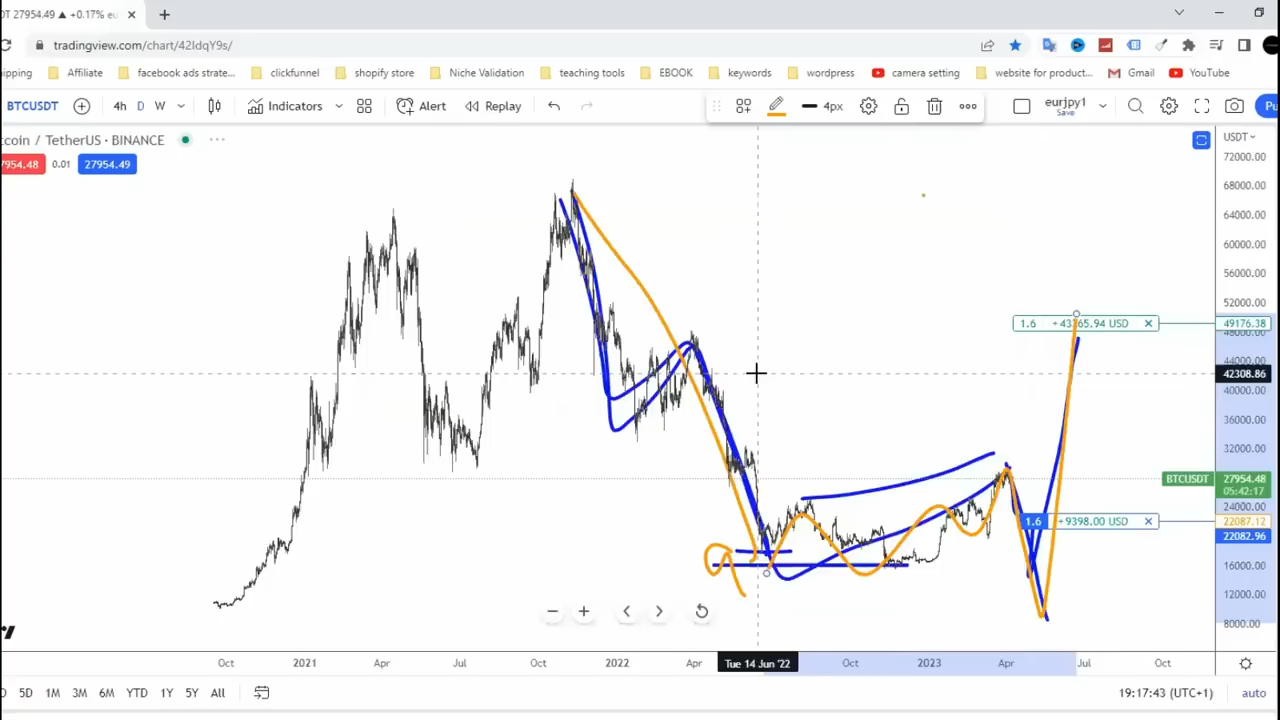 DT 27954.49 ▲ +0.17% eu
tradingview.com/chart/42IdqY9s/
ipping Affiliate facebook ads strate... clickfunnel shopify store Niche Validation teaching tools EBOOK keywords wordpress camera setting website for product... Gmail YouTube
BTCUSDT 4h D W Indicators Alert Replay 4px eurjpy1
Save
Pu
tcoin / TetherUS · BINANCE
USDT
27954.48 0.01 27954.49
72000.00
68000.00
64000.00
60000.00
56000.00
52000.00
1.6 49176.38
48000.00
44000.00
42308.86
40000.00
36000.00
32000.00
BTCUSDT 27954.48
05:42:17
24000.00
1.6 +9398.00 USD 22087.12
22082.96
16000.00
12000.00
8000.00
Oct 2021 Apr Jul Oct 2022 Apr Tue 14 Jun '22 Oct 2023 Apr Jul Oct
D 5D 1M 3M 6M YTD 1Y 5Y All 19:17:43 (UTC+1) auto